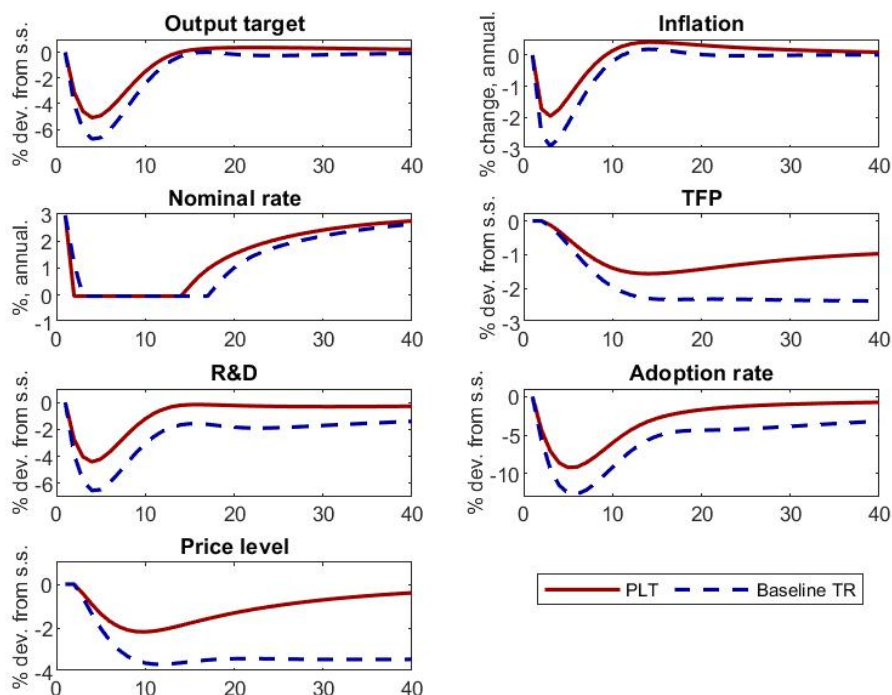 Output target
% dev. from s.s.
0
-2
-4
-6
0 10 20 30 40
Inflation
% change, annual.
0
-1
-2
-3
0 10 20 30 40
Nominal rate
%, annual.
3
2
1
0
-1
0 10 20 30 40
TFP
% dev. from s.s.
0
-1
-2
-3
0 10 20 30 40
R&D
% dev. from s.s.
0
-2
-4
-6
0 10 20 30 40
Adoption rate
% dev. from s.s.
0
-5
-10
0 10 20 30 40
Price level
% dev. from s.s.
0
-2
-4
0 10 20 30 40
PLT Baseline TR